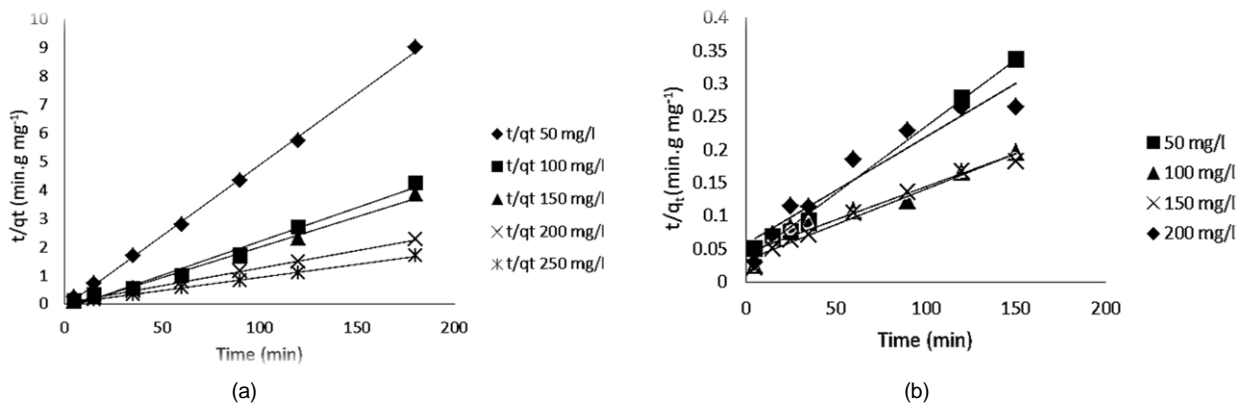 10
9
8
7
6
5
4
3
2
1
0
t/qt (min.g mg⁻¹)
0 50 100 150 200
Time (min)
t/qt 50 mg/l
t/qt 100 mg/l
t/qt 150 mg/l
t/qt 200 mg/l
t/qt 250 mg/l
(a)
0.4
0.35
0.3
0.25
0.2
0.15
0.1
0.05
0
t/qₜ(min.g mg⁻¹)
0 50 100 150 200
Time (min)
50 mg/l
100 mg/l
150 mg/l
200 mg/l
(b)